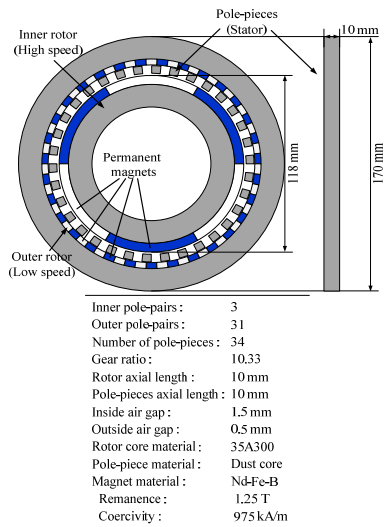 Pole-pieces
(Stator)
Inner rotor
(High speed)
10 mm
Permanent
magnets
118 mm
170 mm
Outer rotor
(Low speed)
Inner pole-pairs : 3
Outer pole-pairs : 31
Number of pole-pieces : 34
Gear ratio : 10.33
Rotor axial length : 10 mm
Pole-pieces axial length : 10 mm
Inside air gap : 1.5 mm
Outside air gap : 0.5 mm
Rotor core material : 35A300
Pole-piece material : Dust core
Magnet material : Nd-Fe-B
Remanence : 1.25 T
Coercivity : 975 kA/m